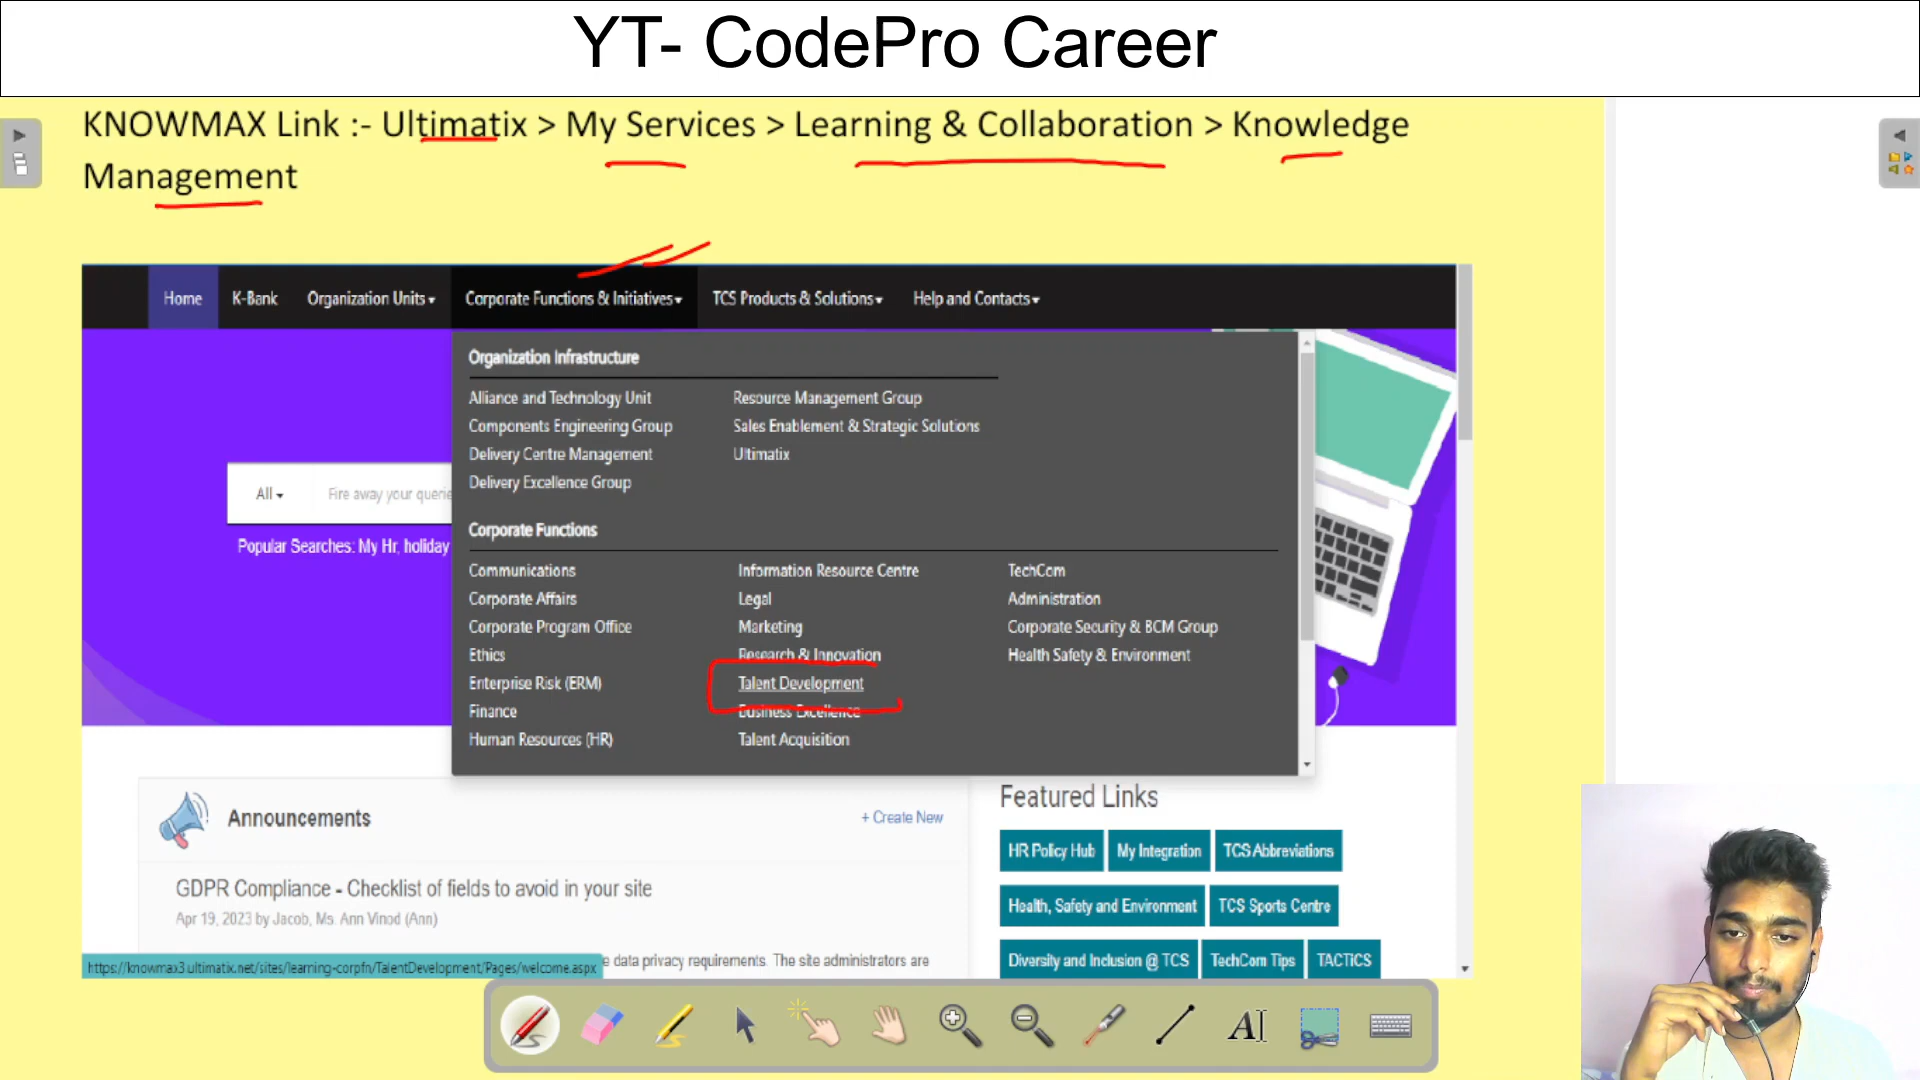 YT- CodePro Career
KNOWMAX Link :- Ultimatix > My Services > Learning & Collaboration > Knowledge
Management
Home K-Bank Organization Units Corporate Functions & Initiatives TCS Products & Solutions Help and Contacts
Organization Infrastructure
Alliance and Technology Unit Resource Management Group
Components Engineering Group Sales Enablement & Strategic Solutions
Delivery Centre Management Ultimatix
Delivery Excellence Group
All Fire away your querie
Popular Searches: My Hr, holiday
Corporate Functions
Communications Information Resource Centre TechCom
Corporate Affairs Legal Administration
Corporate Program Office Marketing Corporate Security & BCM Group
Ethics Research & Innovation Health Safety & Environment
Enterprise Risk (ERM) Talent Development
Finance Business Excellence
Human Resources (HR) Talent Acquisition
Announcements + Create New
GDPR Compliance - Checklist of fields to avoid in your site
Apr 19, 2023 by Jacob, Ms. Ann Vinod (Ann)
e data privacy requirements. The site administrators are
https://knowmax3.ultimatix.net/sites/learning-corpfn/TalentDevelopment/Pages/welcome.aspx
Featured Links
HR Policy Hub My Integration TCS Abbreviations
Health, Safety and Environment TCS Sports Centre
Diversity and Inclusion @ TCS TechCom Tips TACTiCS
AI